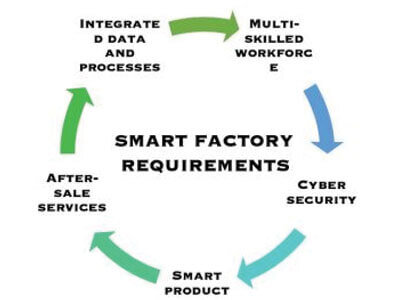 INTEGRATE
D DATA
AND
PROCESSES
MULTI-
SKILLED
WORKFORC
E
SMART FACTORY
REQUIREMENTS
AFTER-
SALE
SERVICES
CYBER
SECURITY
SMART
PRODUCT